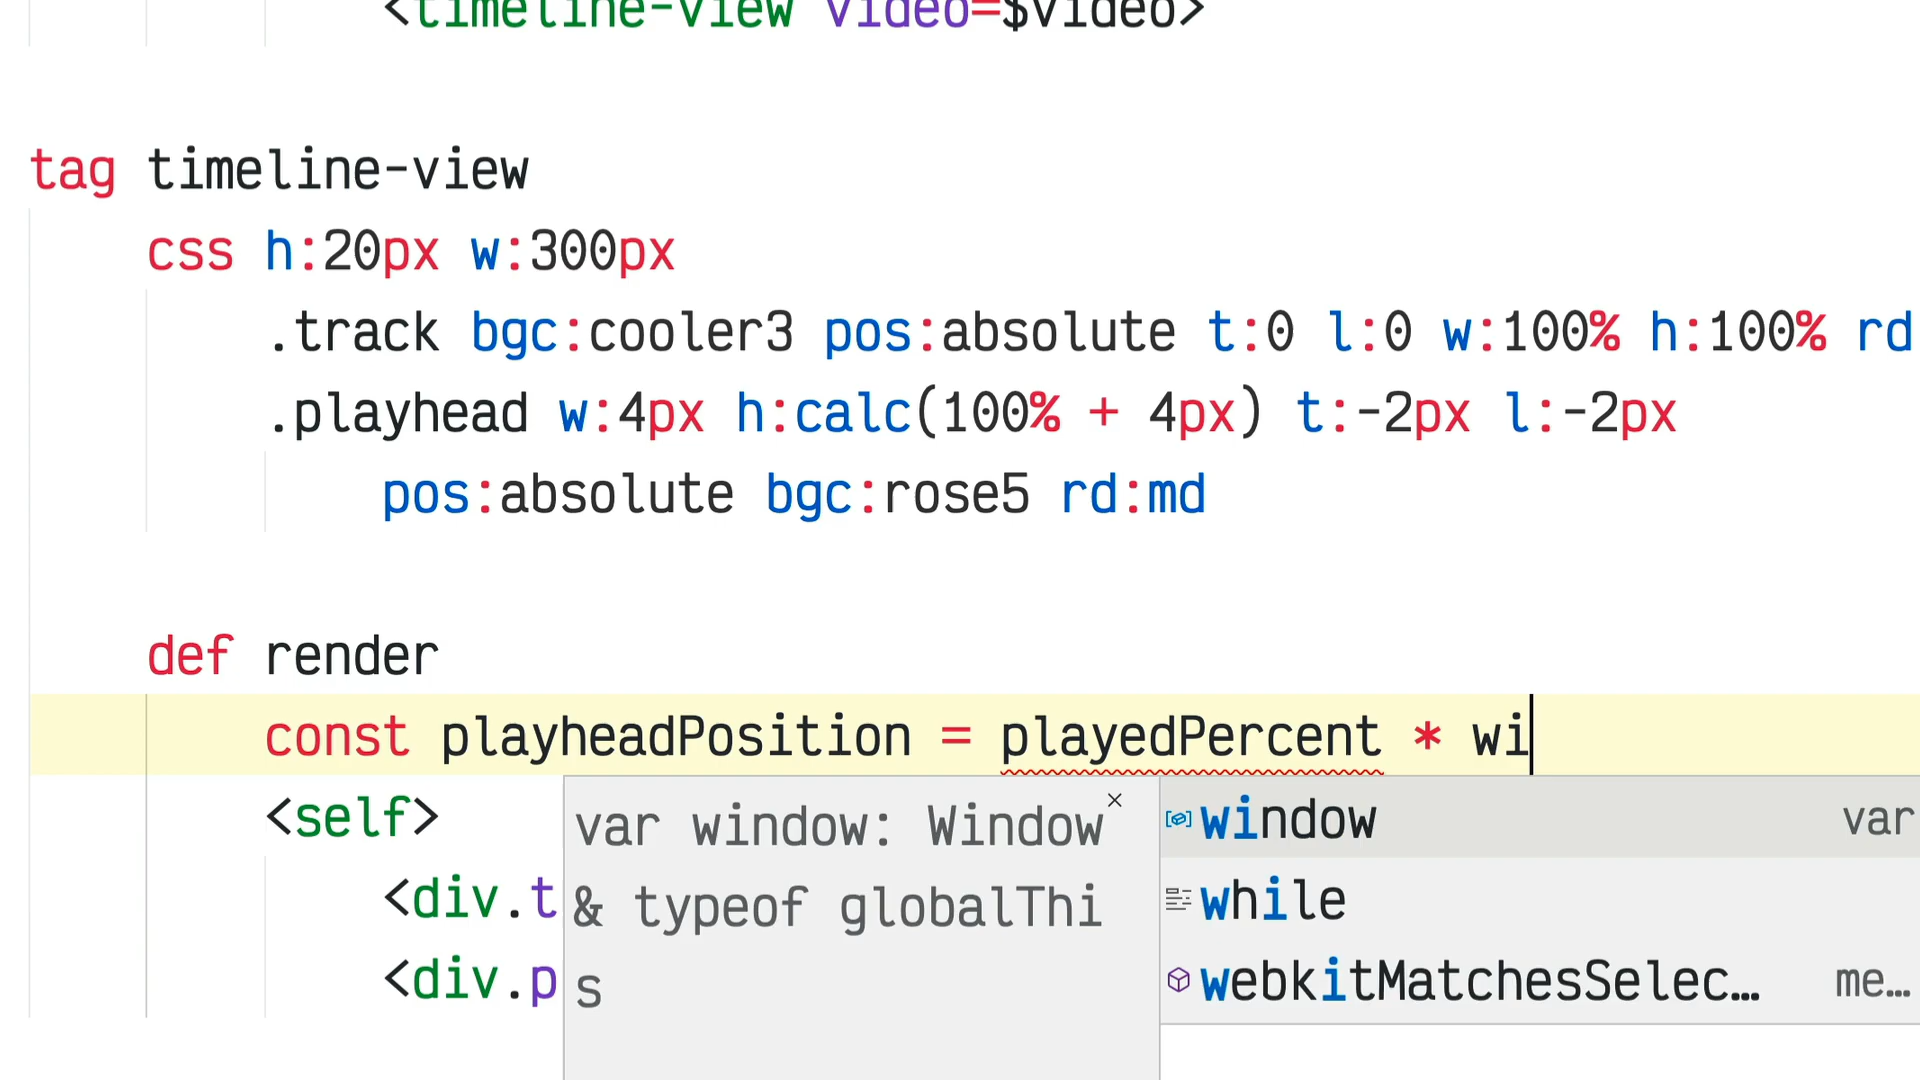 <timeline-view video=$video>
tag timeline-view
css h:20px w:300px
.track bgc:cooler3 pos:absolute t:0 l:0 w:100% h:100% rd
.playhead w:4px h:calc(100% + 4px) t:-2px l:-2px
pos:absolute bgc:rose5 rd:md
def render
const playheadPosition = playedPercent * wi
<self>
<div.t
<div.p
var window: Window
& typeof globalThi
s
window var
while
webkitMatchesSelec… me…